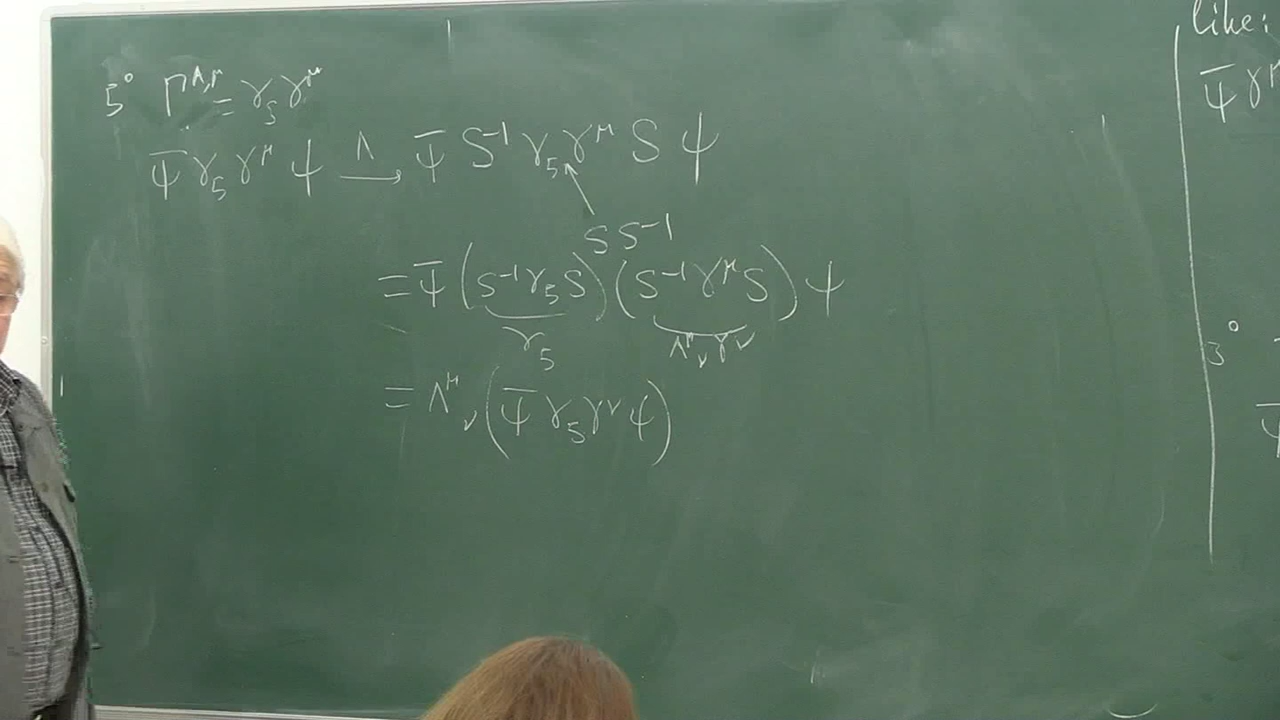 5° Γ^{A,μ} = γ_5 γ^μ
ψ̄ γ_5 γ^μ ψ —Λ→ ψ̄ S^{-1} γ_5 γ^μ S ψ
S S^{-1}
= ψ̄ (S^{-1} γ_5 S) (S^{-1} γ^μ S) ψ
γ_5 Λ^μ_ν γ^ν
= Λ^μ_ν (ψ̄ γ_5 γ^ν ψ)
like:
ψ̄ γ^μ
3°
ψ̄